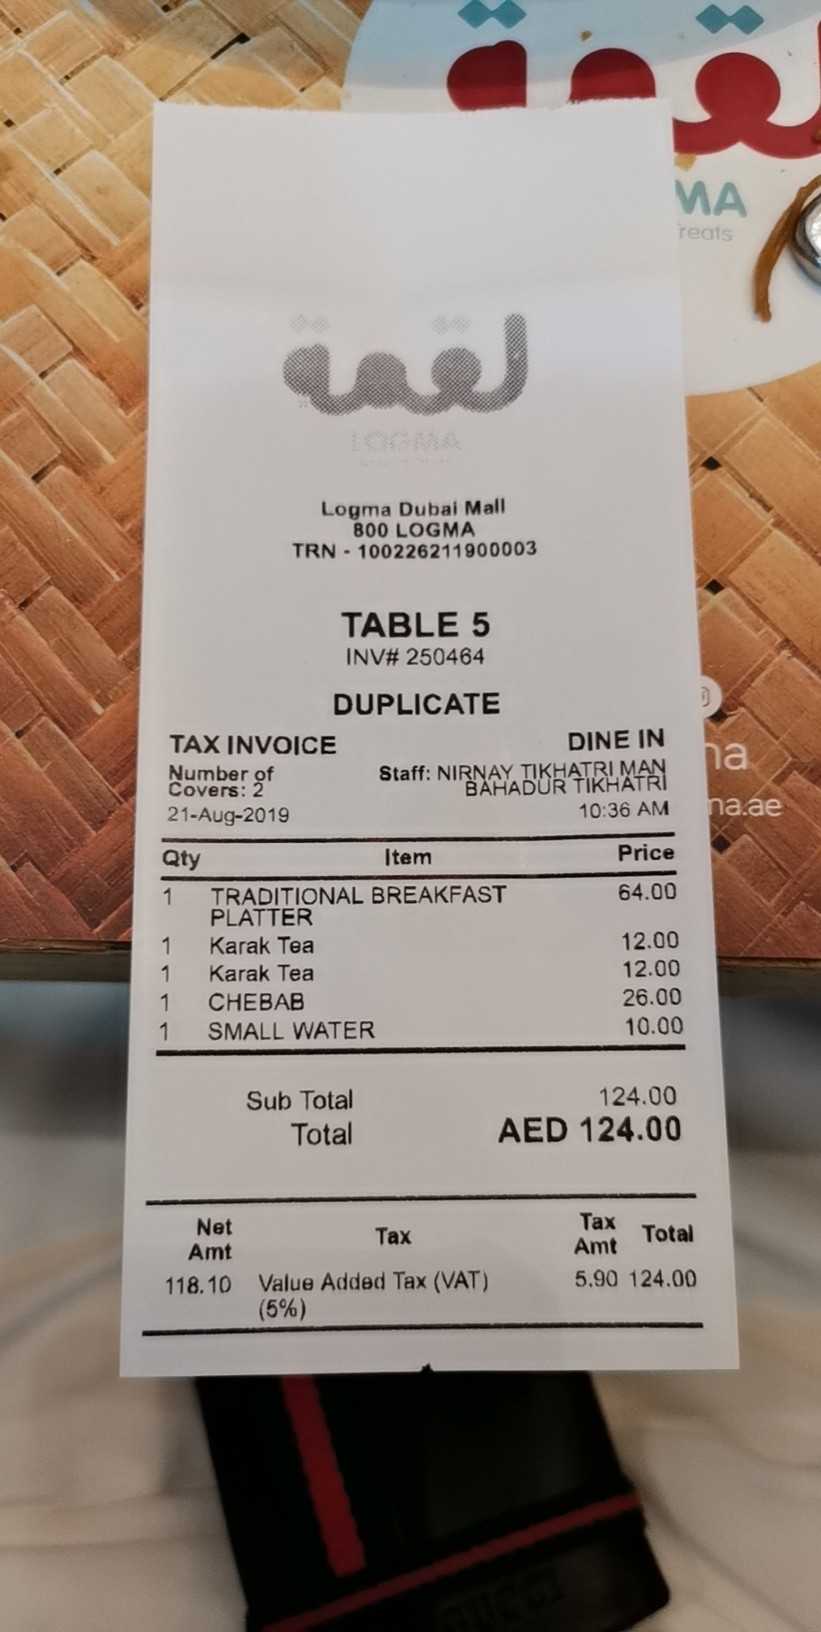 لقمة
MA
reats
لقمة
LOGMA
Logma Dubai Mall
800 LOGMA
TRN - 100226211900003
TABLE 5
INV# 250464
DUPLICATE
TAX INVOICE DINE IN
Number of Covers: 2 Staff: NIRNAY TIKHATRI MAN BAHADUR TIKHATRI
21-Aug-2019 10:36 AM
na
na.ae
Qty Item Price
1 TRADITIONAL BREAKFAST PLATTER 64.00
1 Karak Tea 12.00
1 Karak Tea 12.00
1 CHEBAB 26.00
1 SMALL WATER 10.00
Sub Total 124.00
Total AED 124.00
Net Amt Tax Tax Amt Total
118.10 Value Added Tax (VAT) (5%) 5.90 124.00